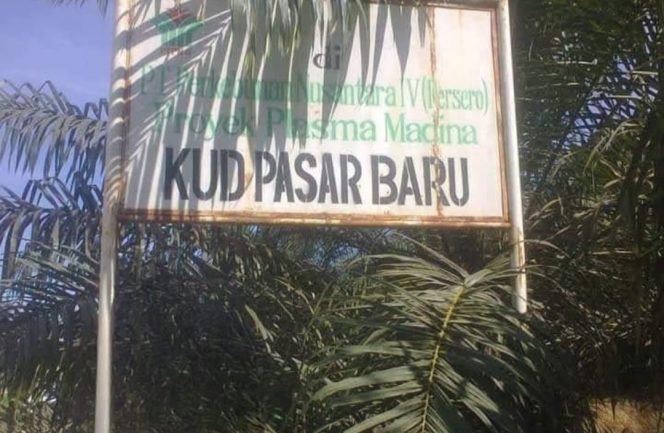 di
PT Perkebunan Nusantara IV (Persero)
Proyek Plasma Madina
KUD PASAR BARU